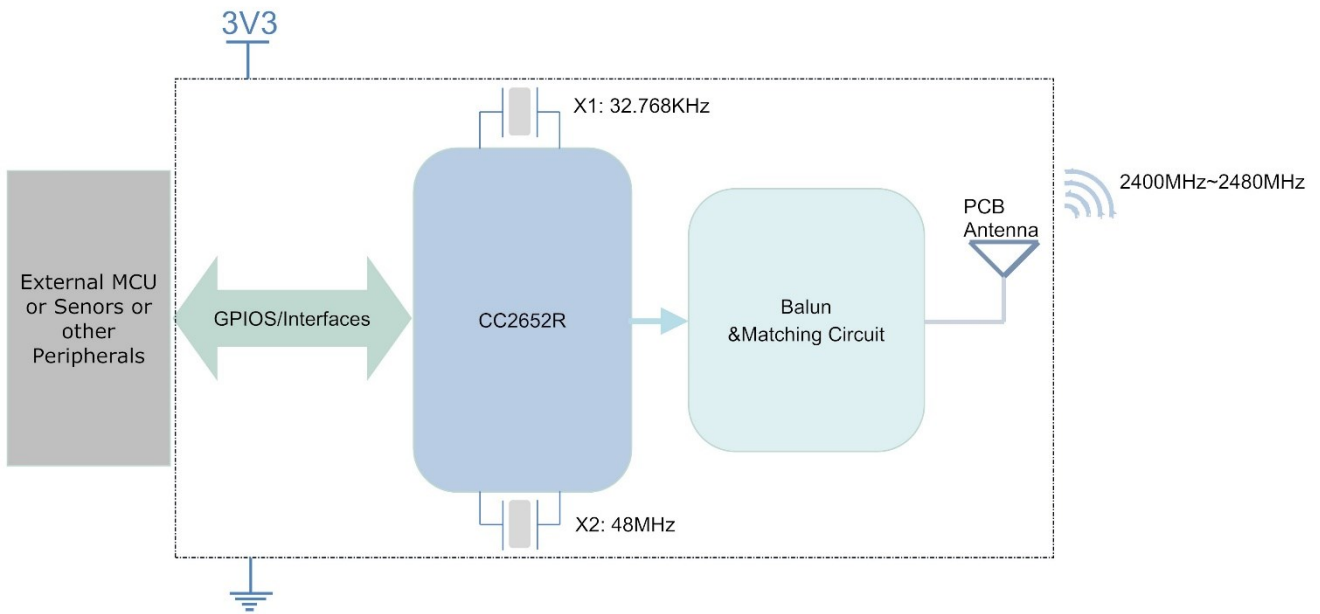 3V3
X1: 32.768KHz
2400MHz~2480MHz
PCB
Antenna
External MCU
or Senors or
other
Peripherals
GPIOS/Interfaces
CC2652R
Balun
&Matching Circuit
X2: 48MHz